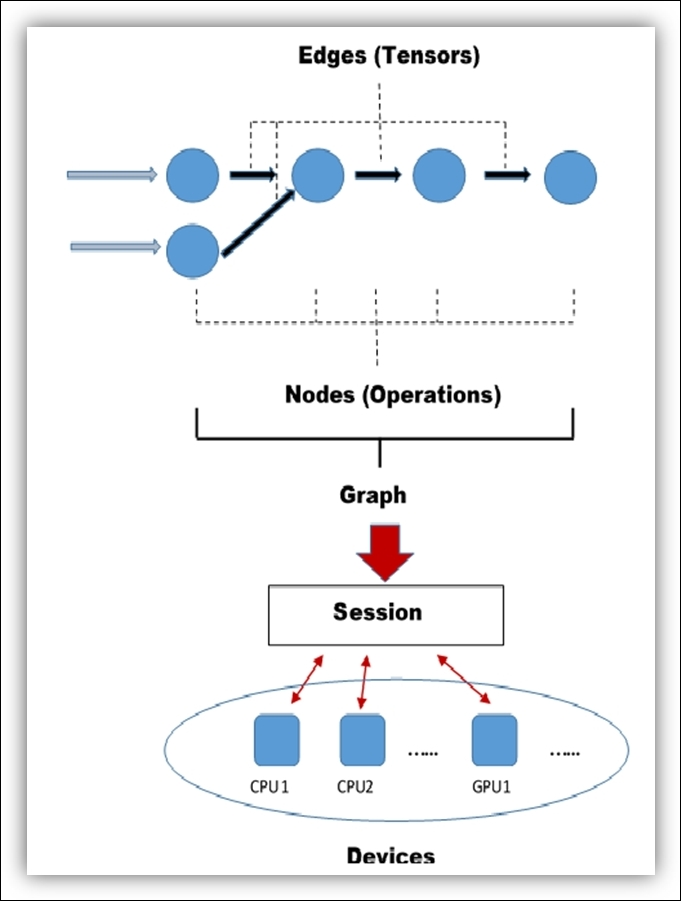 Edges (Tensors)
Nodes (Operations)
Graph
Session
...... ......
CPU1 CPU2 GPU1
Devices